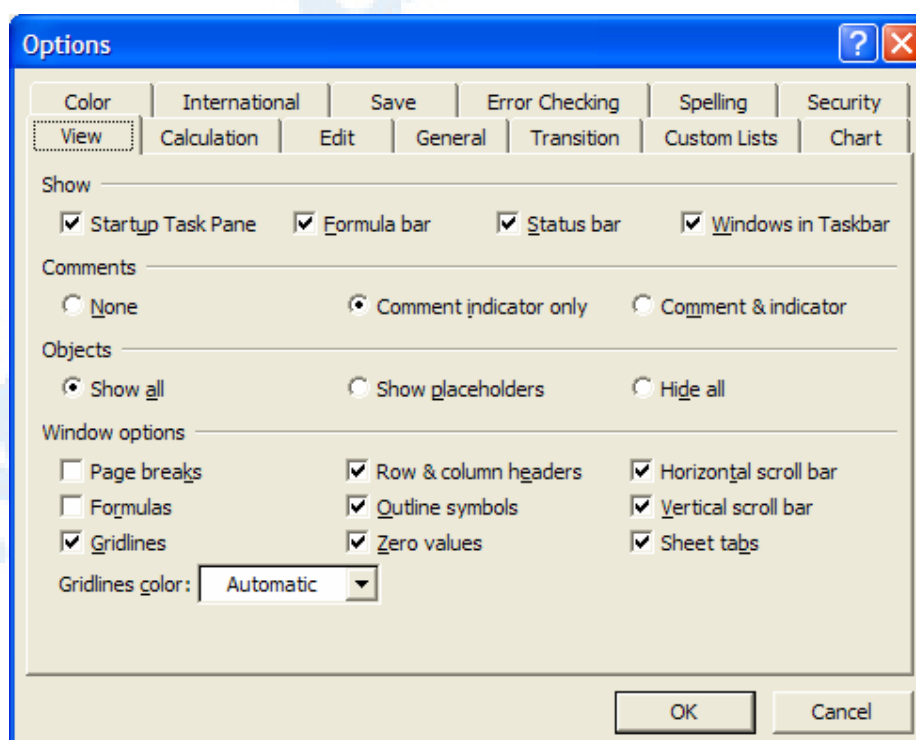 Options
Color International Save Error Checking Spelling Security
View Calculation Edit General Transition Custom Lists Chart
Show
Startup Task Pane Formula bar Status bar Windows in Taskbar
Comments
None Comment indicator only Comment & indicator
Objects
Show all Show placeholders Hide all
Window options
Page breaks Row & column headers Horizontal scroll bar
Formulas Outline symbols Vertical scroll bar
Gridlines Zero values Sheet tabs
Gridlines color: Automatic
OK Cancel